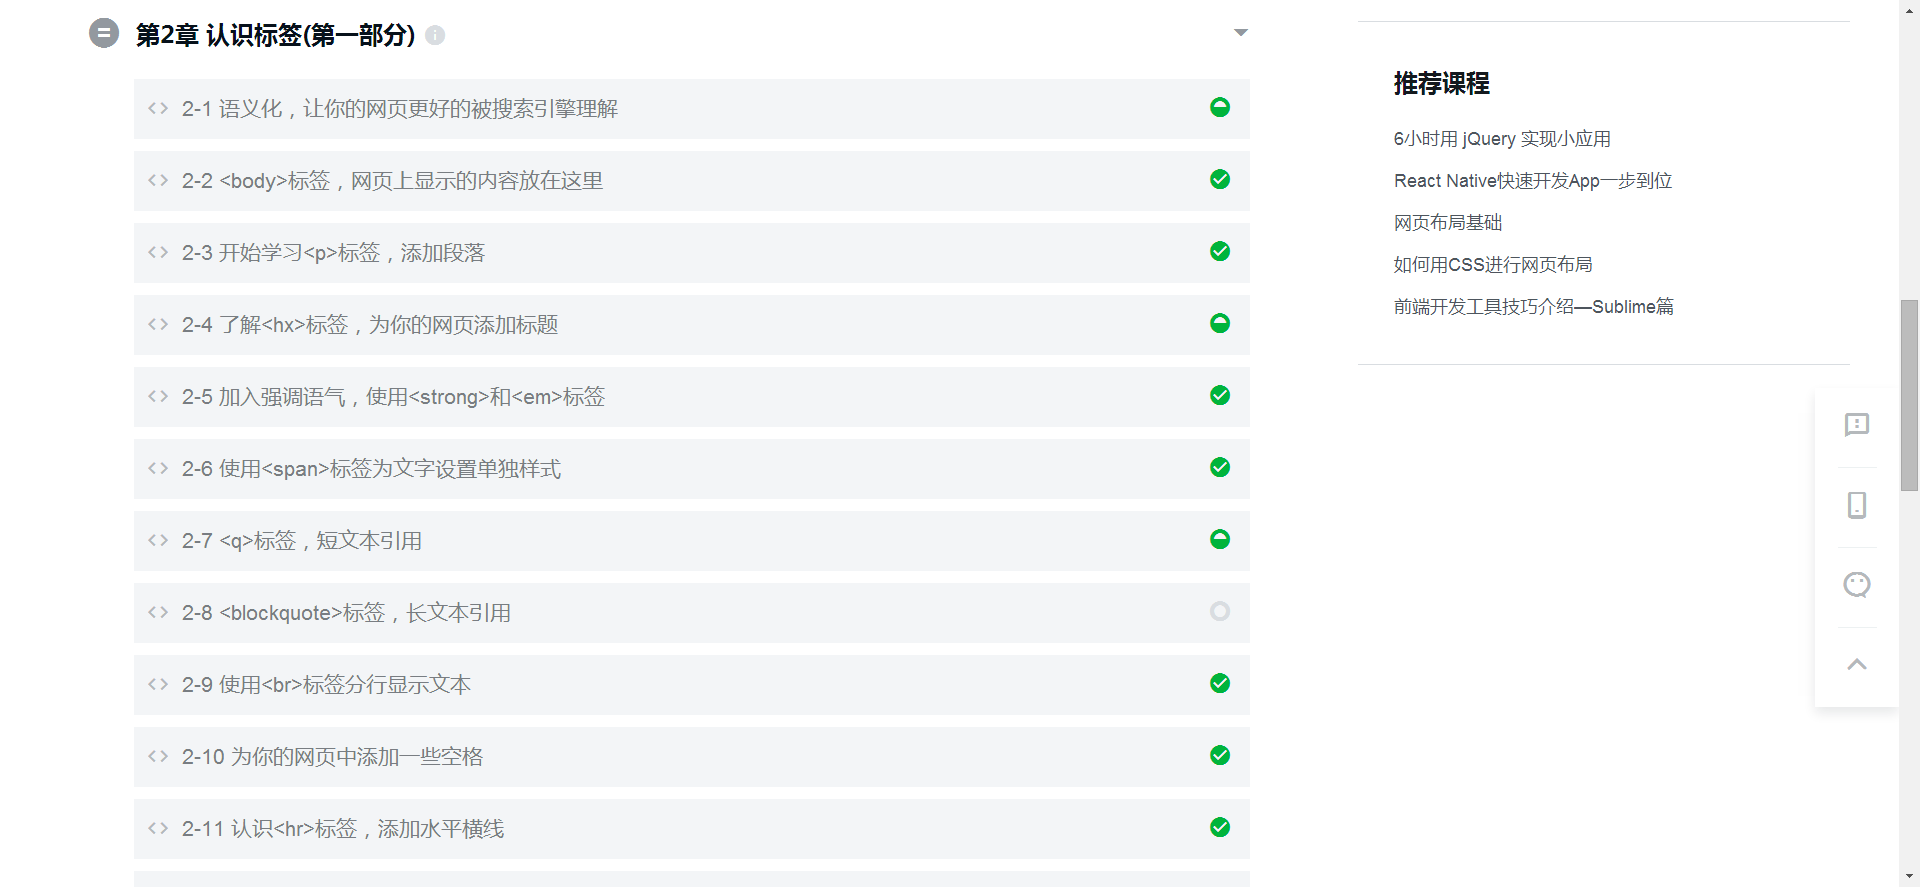 第2章 认识标签(第一部分)
2-1 语义化，让你的网页更好的被搜索引擎理解
2-2 <body>标签，网页上显示的内容放在这里
2-3 开始学习<p>标签，添加段落
2-4 了解<hx>标签，为你的网页添加标题
2-5 加入强调语气，使用<strong>和<em>标签
2-6 使用<span>标签为文字设置单独样式
2-7 <q>标签，短文本引用
2-8 <blockquote>标签，长文本引用
2-9 使用<br>标签分行显示文本
2-10 为你的网页中添加一些空格
2-11 认识<hr>标签，添加水平横线
推荐课程
6小时用 jQuery 实现小应用
React Native快速开发App一步到位
网页布局基础
如何用CSS进行网页布局
前端开发工具技巧介绍—Sublime篇